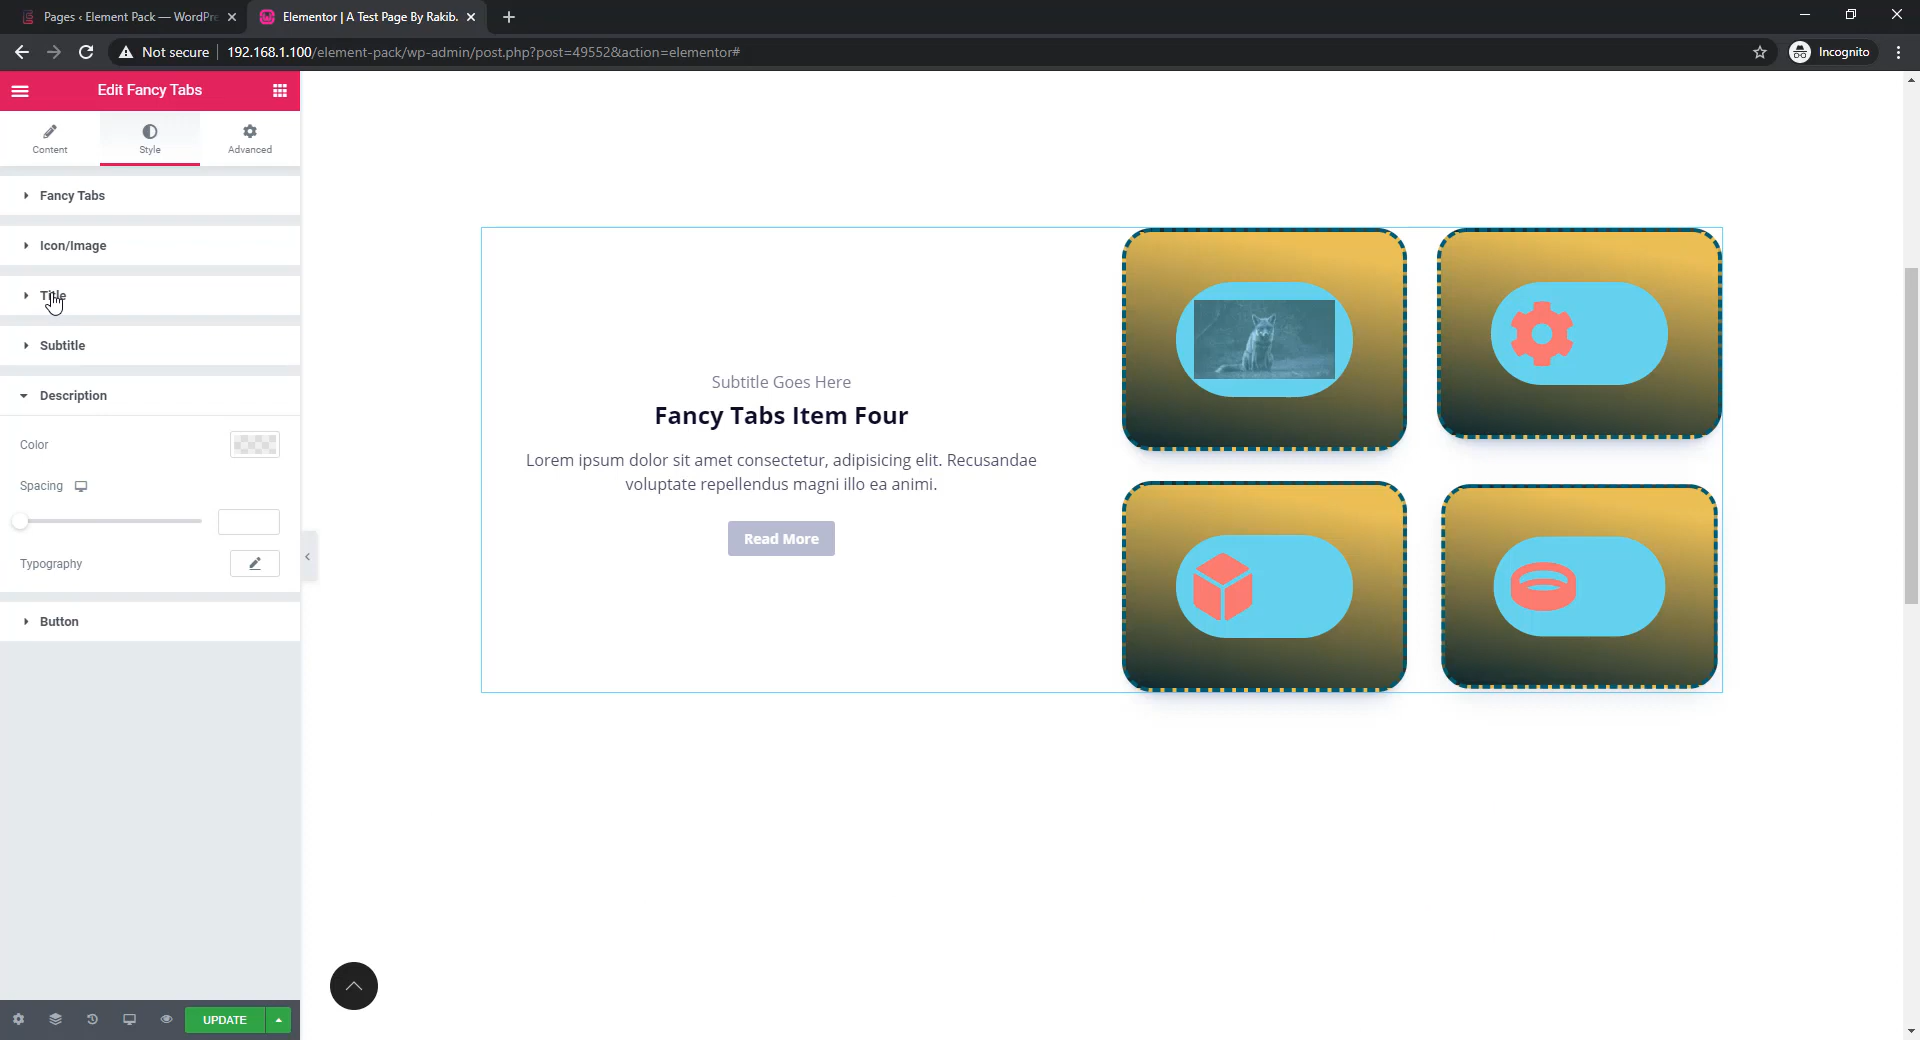 Pages ‹ Element Pack — WordPre
Elementor | A Test Page By Rakib.
Not secure
192.168.1.100/element-pack/wp-admin/post.php?post=49552&action=elementor#
Incognito
Edit Fancy Tabs
Content
Style
Advanced
Fancy Tabs
Icon/Image
Title
Subtitle
Description
Color
Spacing
Typography
Button
UPDATE
Subtitle Goes Here
Fancy Tabs Item Four
Lorem ipsum dolor sit amet consectetur, adipisicing elit. Recusandae
voluptate repellendus magni illo ea animi.
Read More